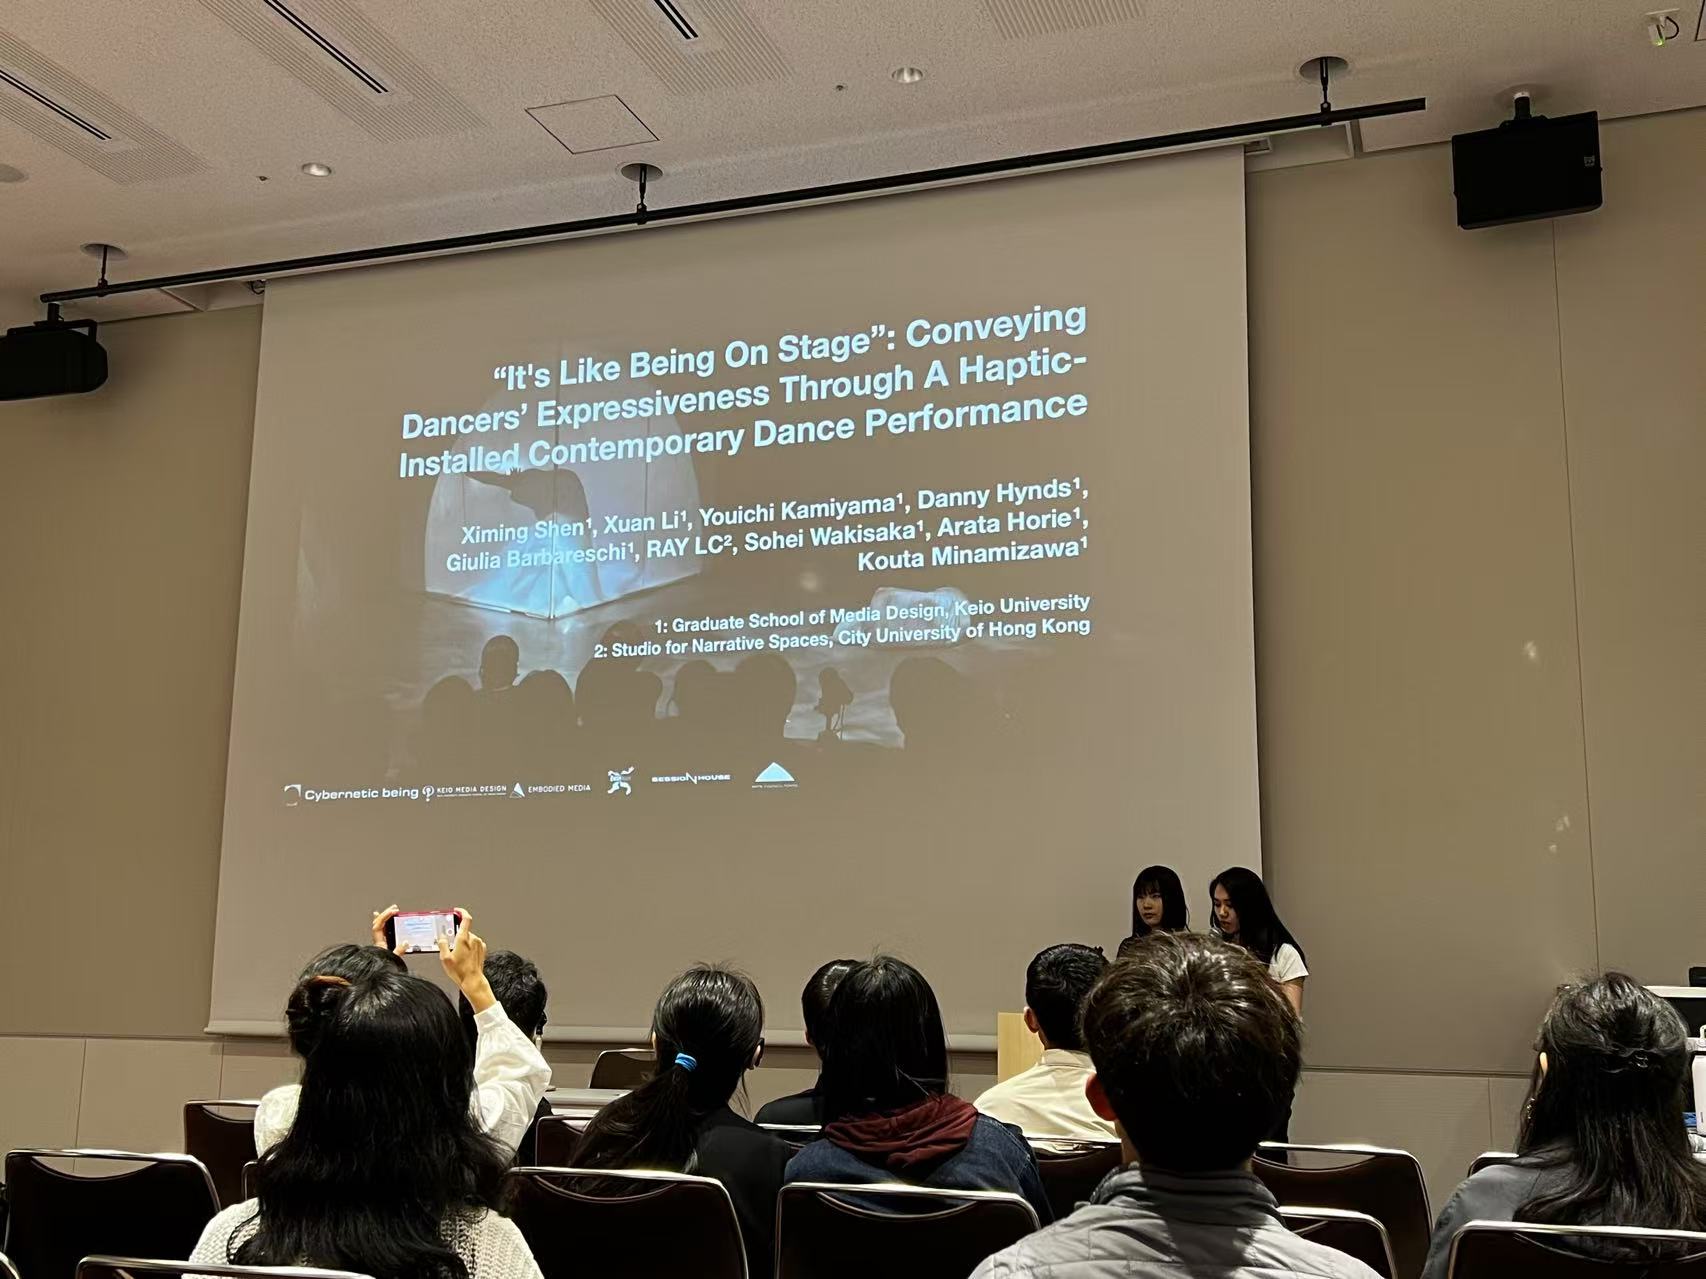 “It's Like Being On Stage”: Conveying
Dancers’ Expressiveness Through A Haptic-
Installed Contemporary Dance Performance
Ximing Shen¹, Xuan Li¹, Youichi Kamiyama¹, Danny Hynds¹,
Giulia Barbareschi¹, RAY LC², Sohei Wakisaka¹, Arata Horie¹,
Kouta Minamizawa¹
1: Graduate School of Media Design, Keio University
2: Studio for Narrative Spaces, City University of Hong Kong
Cybernetic being KEIO MEDIA DESIGN EMBODIED MEDIA SESSION HOUSE